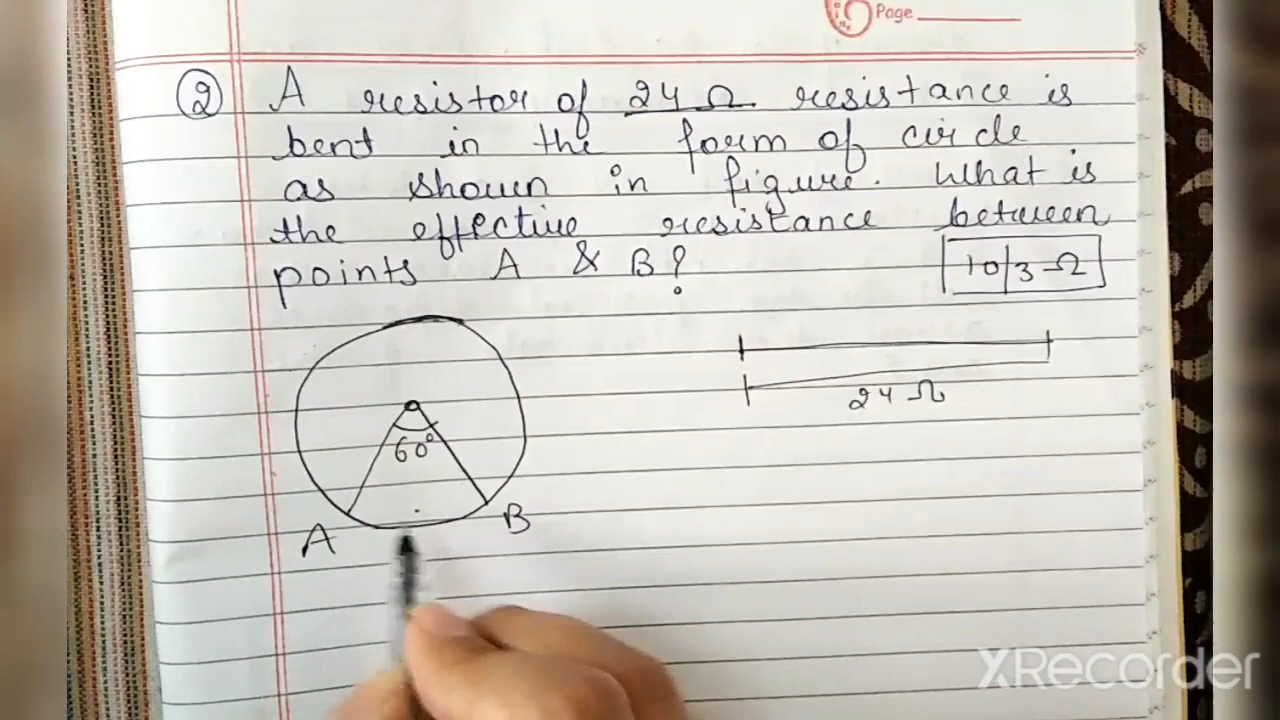 Page
② A resistor of 24 Ω resistance is
bent in the form of circle
as shown in figure. What is
the effective resistance between
points A & B?
10/3 Ω
24 Ω
60°
A
B
XRecorder